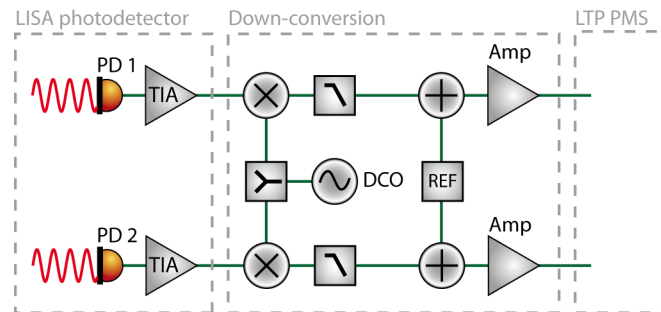 LISA photodetector
Down-conversion
LTP PMS
PD 1
TIA
Amp
DCO
REF
PD 2
TIA
Amp